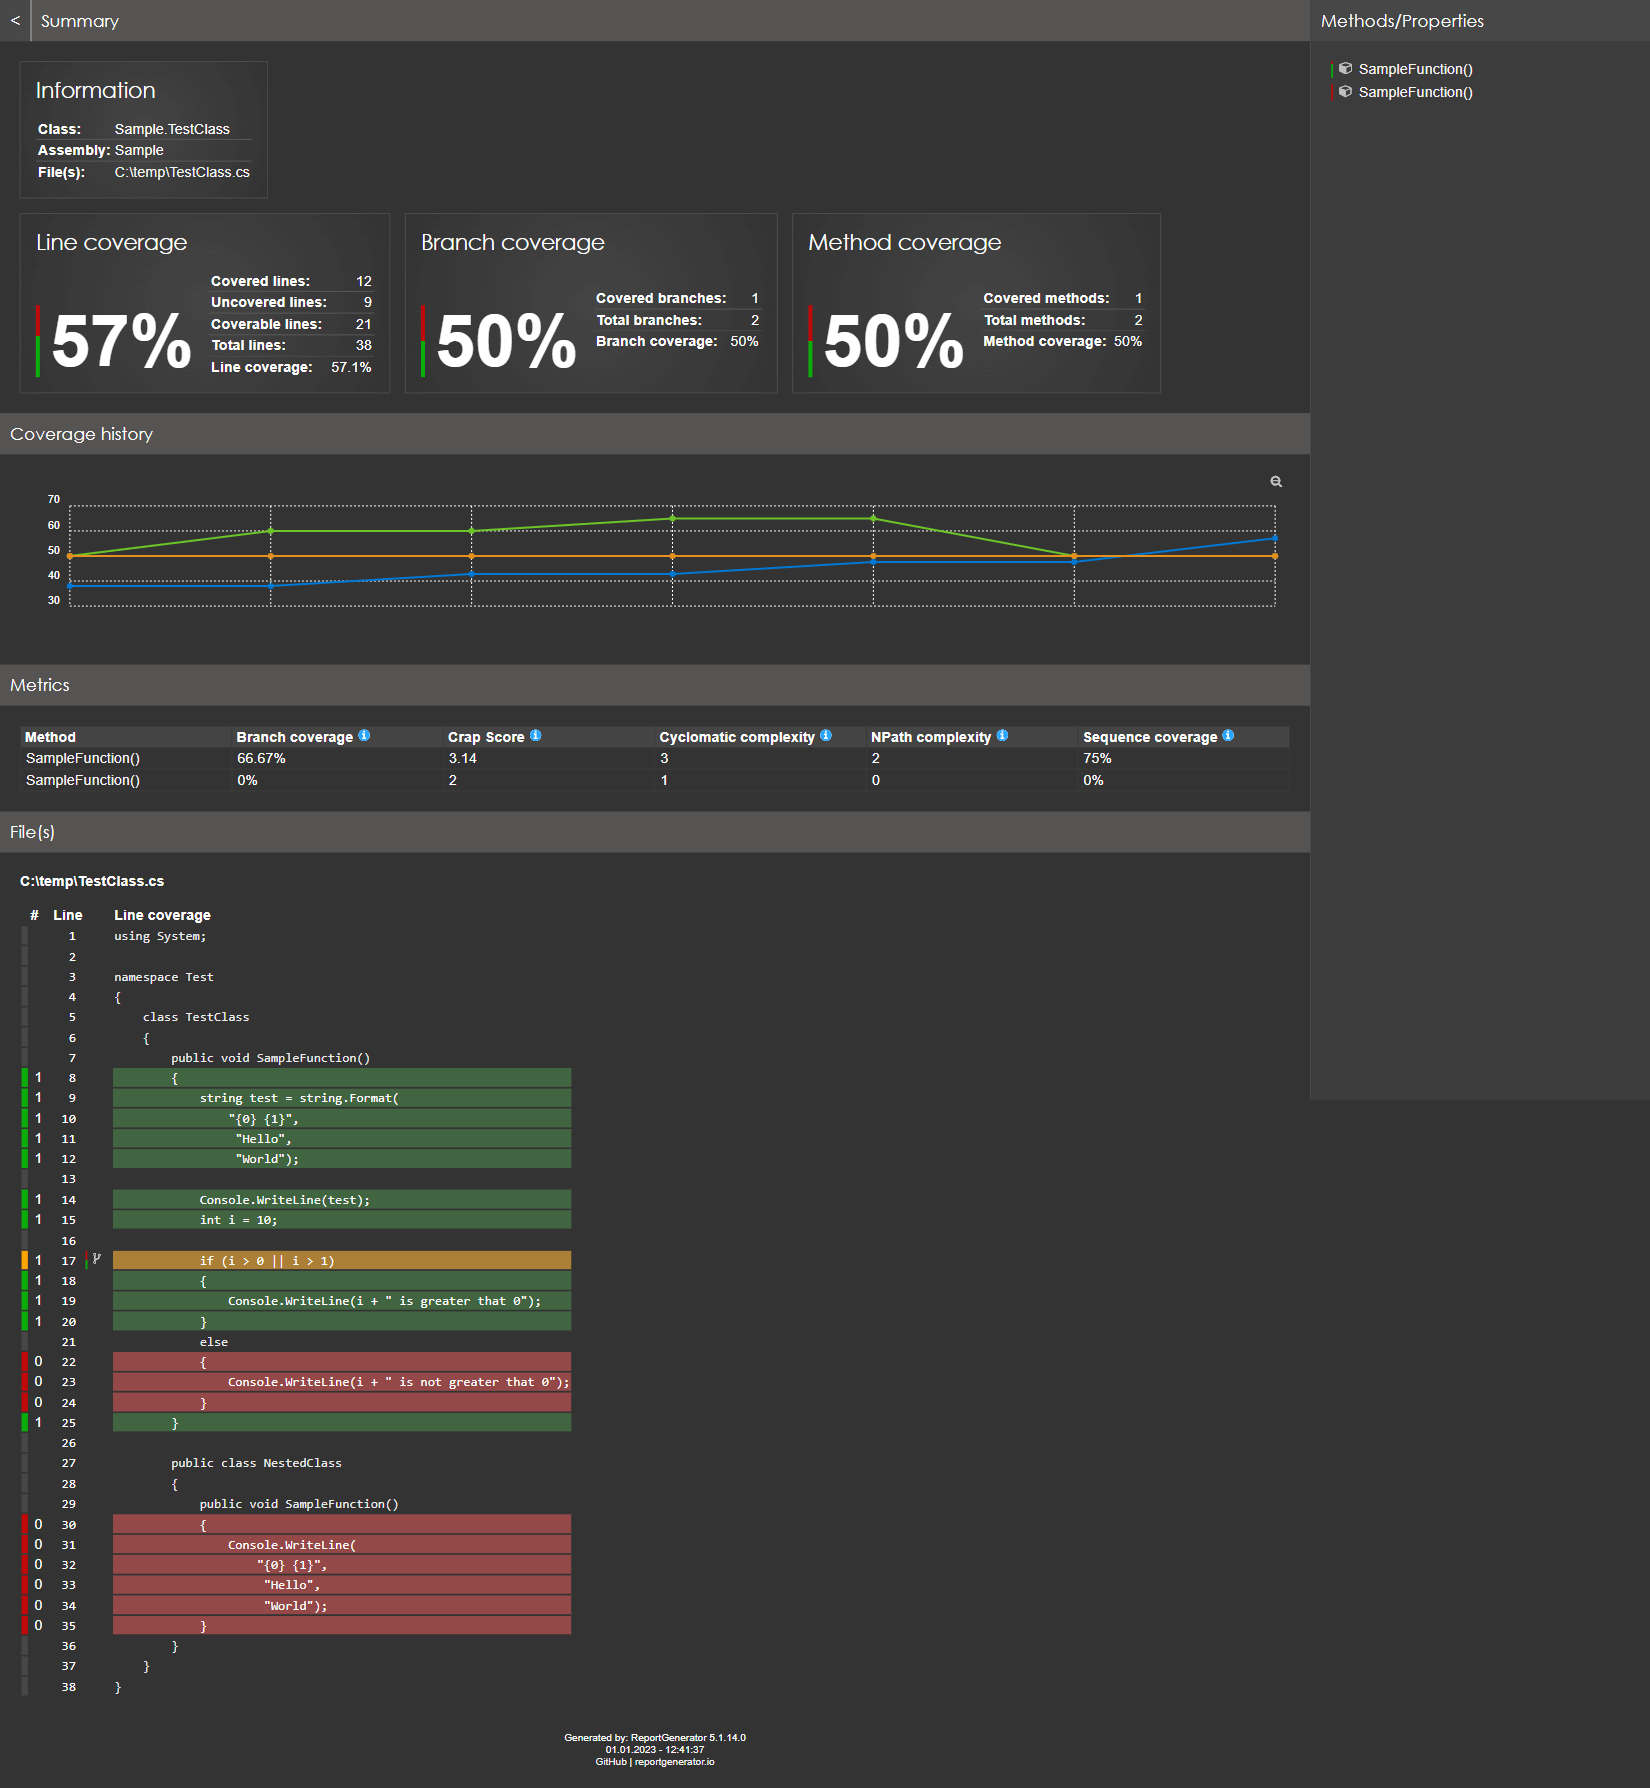 < Summary
Methods/Properties
SampleFunction()
SampleFunction()
Information
Class: Sample.TestClass
Assembly: Sample
File(s): C:\temp\TestClass.cs
Line coverage
57%
Covered lines: 12
Uncovered lines: 9
Coverable lines: 21
Total lines: 38
Line coverage: 57.1%
Branch coverage
50%
Covered branches: 1
Total branches: 2
Branch coverage: 50%
Method coverage
50%
Covered methods: 1
Total methods: 2
Method coverage: 50%
Coverage history
70
60
50
40
30
Metrics
Method Branch coverage Crap Score Cyclomatic complexity NPath complexity Sequence coverage
SampleFunction() 66.67% 3.14 3 2 75%
SampleFunction() 0% 2 1 0 0%
File(s)
C:\temp\TestClass.cs
# Line Line coverage
1 using System;
2
3 namespace Test
4 {
5 class TestClass
6 {
7 public void SampleFunction()
1 8 {
1 9 string test = string.Format(
1 10 "{0} {1}",
1 11 "Hello",
1 12 "World");
13
1 14 Console.WriteLine(test);
1 15 int i = 10;
16
1 17 if (i > 0 || i > 1)
1 18 {
1 19 Console.WriteLine(i + " is greater that 0");
1 20 }
21 else
0 22 {
0 23 Console.WriteLine(i + " is not greater that 0");
0 24 }
1 25 }
26
27 public class NestedClass
28 {
29 public void SampleFunction()
0 30 {
0 31 Console.WriteLine(
0 32 "{0} {1}",
0 33 "Hello",
0 34 "World");
0 35 }
36 }
37 }
38 }
Generated by: ReportGenerator 5.1.14.0
01.01.2023 - 12:41:37
GitHub | reportgenerator.io